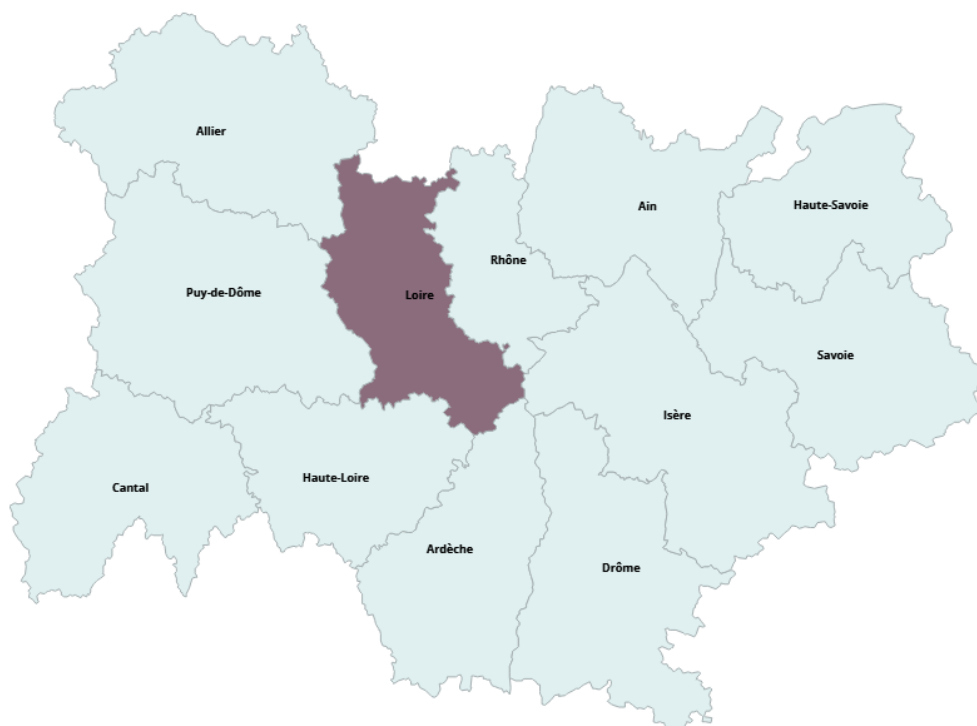 Allier
Haute-Savoie
Ain
Rhône
Puy-de-Dôme
Loire
Savoie
Isère
Haute-Loire
Cantal
Ardèche
Drôme